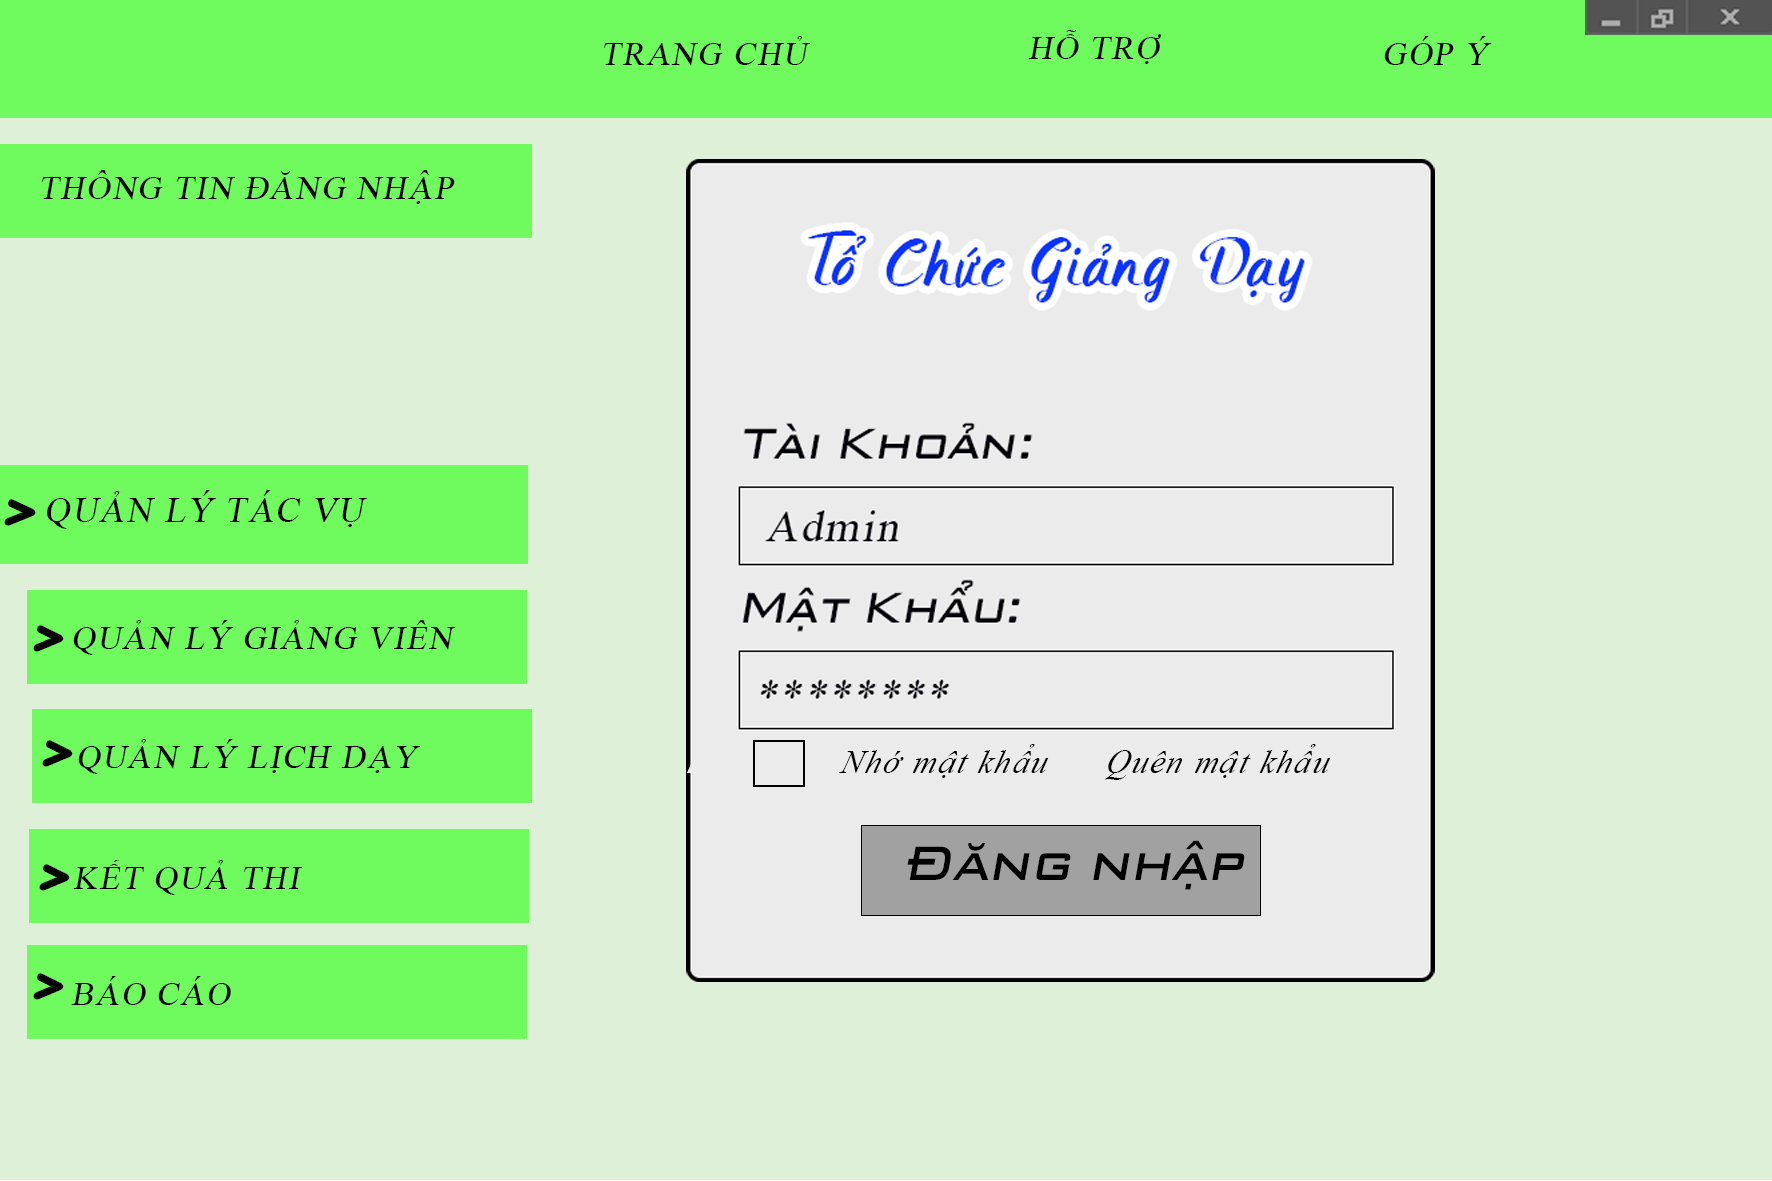 TRANG CHỦ
HỖ TRỢ
GÓP Ý
THÔNG TIN ĐĂNG NHẬP
> QUẢN LÝ TÁC VỤ
> QUẢN LÝ GIẢNG VIÊN
> QUẢN LÝ LỊCH DẠY
> KẾT QUẢ THI
> BÁO CÁO
Tổ Chức Giảng Dạy
Tài Khoản:
Admin
Mật Khẩu:
********
Nhớ mật khẩu
Quên mật khẩu
Đăng nhập